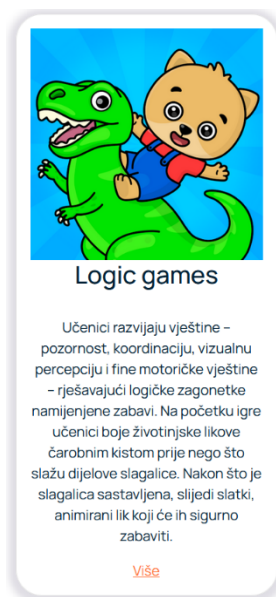 Logic games
Učenici razvijaju vještine –
pozornost, koordinaciju, vizualnu
percepciju i fine motoričke vještine
– rješavajući logičke zagonetke
namijenjene zabavi. Na početku igre
učenici boje životinjske likove
čarobnim kistom prije nego što
slažu dijelove slagalice. Nakon što je
slagalica sastavljena, slijedi slatki,
animirani lik koji će ih sigurno
zabaviti.
Više